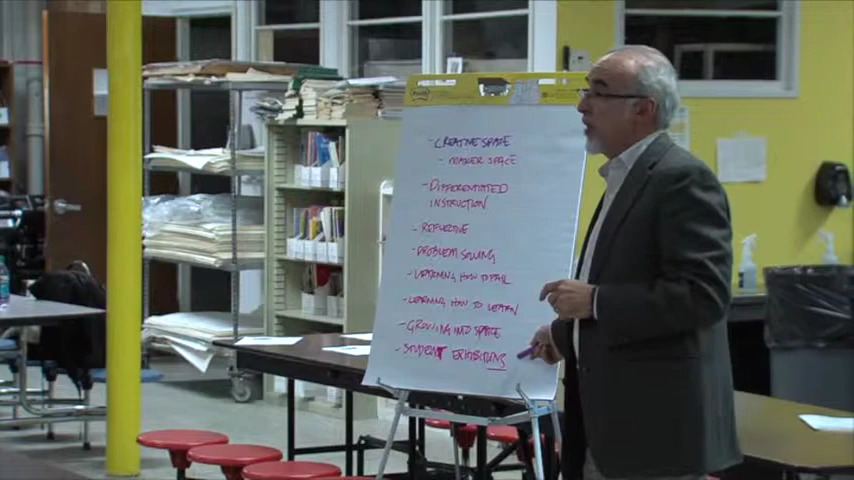 - CREATIVE SPACE
- MAKER SPACE
- DIFFERENTIATED
INSTRUCTION
- REFLECTIVE
- PROBLEM SOLVING
- LEARNING HOW TO FAIL
- LEARNING HOW TO LEARN
- GROWING INTO SPACE
- STUDENT EXHIBITIONS